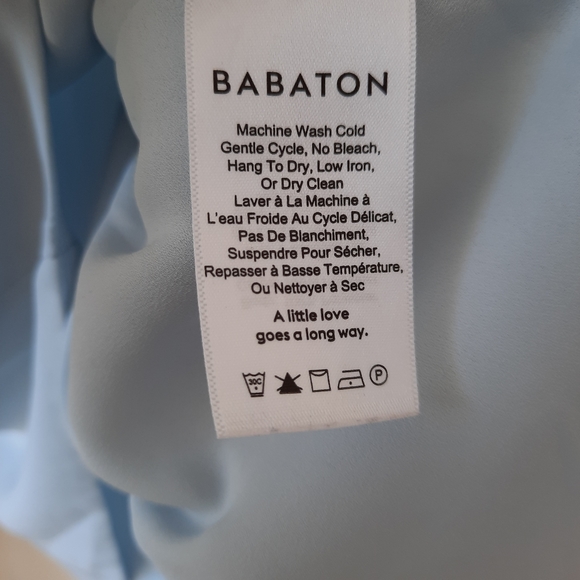 BABATON
Machine Wash Cold
Gentle Cycle, No Bleach,
Hang To Dry, Low Iron,
Or Dry Clean
Laver à La Machine à
L'eau Froide Au Cycle Délicat,
Pas De Blanchiment,
Suspendre Pour Sécher,
Repasser à Basse Température,
Ou Nettoyer à Sec
A little love
goes a long way.
30C
P